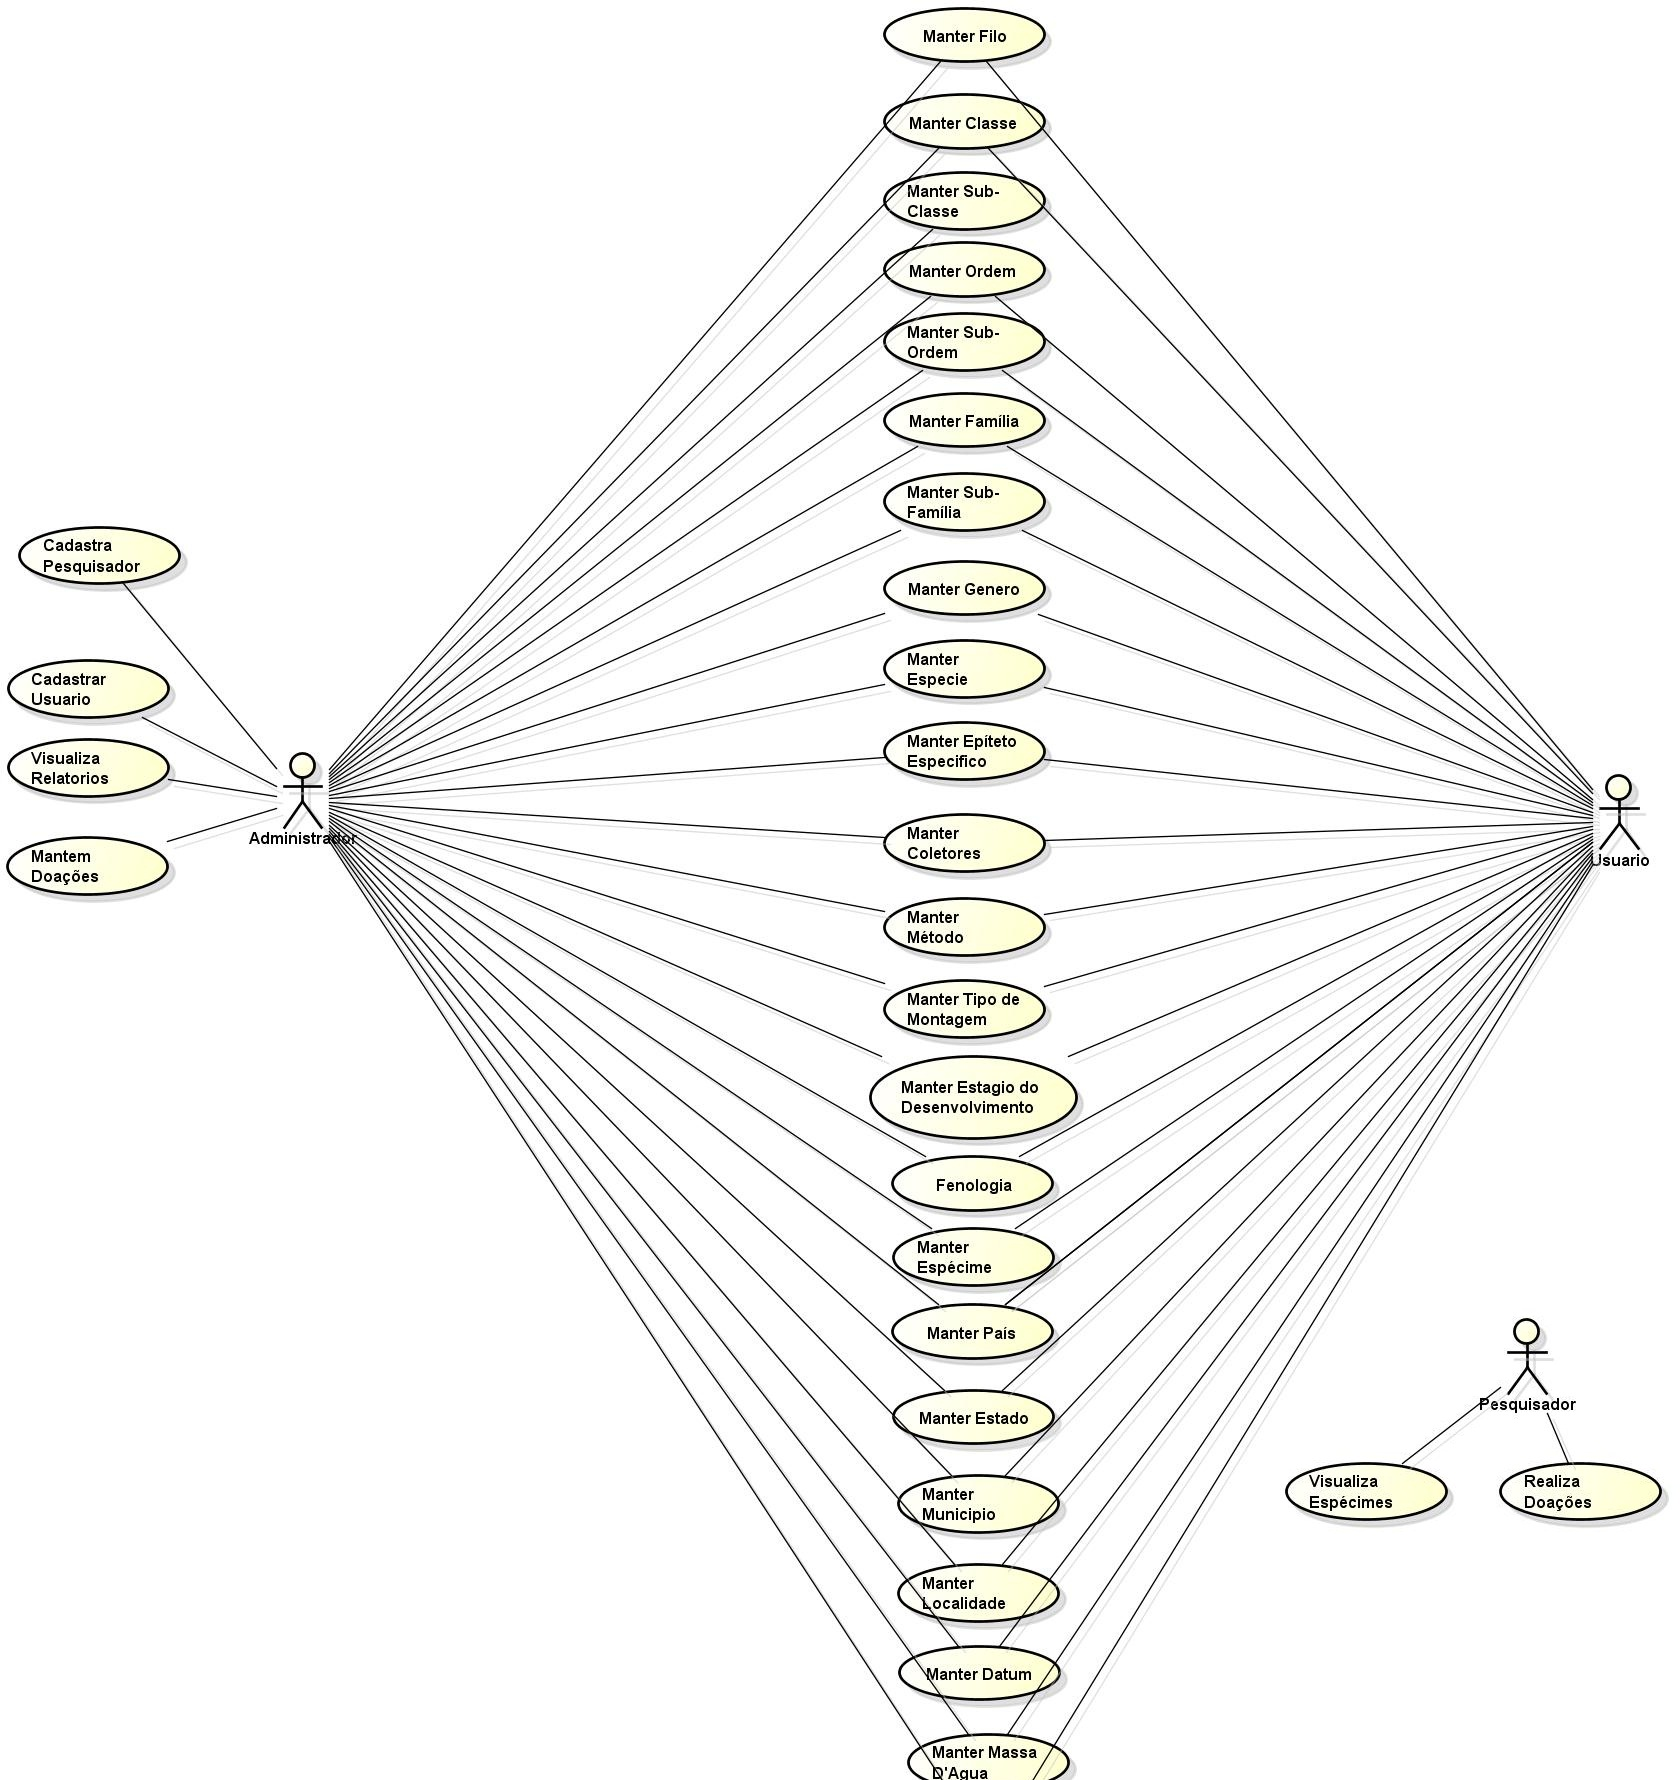 Manter Filo
Manter Classe
Manter Sub-
Classe
Manter Ordem
Manter Sub-
Ordem
Manter Família
Manter Sub-
Família
Manter Genero
Manter
Especie
Manter Epíteto
Específico
Manter
Coletores
Manter
Método
Manter Tipo de
Montagem
Manter Estagio do
Desenvolvimento
Fenologia
Manter
Espécime
Manter País
Manter Estado
Manter
Municipio
Manter
Localidade
Manter Datum
Manter Massa
D'Agua
Cadastra
Pesquisador
Cadastrar
Usuario
Visualiza
Relatorios
Mantem
Doações
Administrador
Usuario
Pesquisador
Visualiza
Espécimes
Realiza
Doações